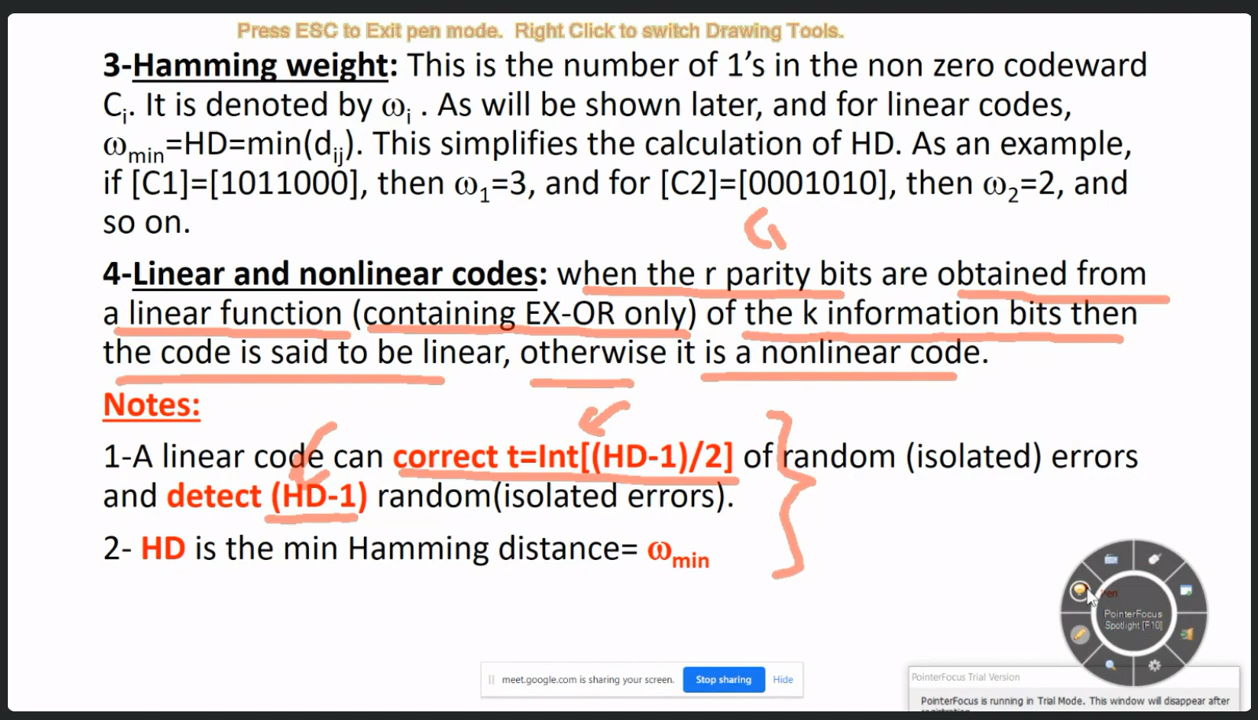 Press ESC to Exit pen mode. Right Click to switch Drawing Tools.
3-Hamming weight: This is the number of 1's in the non zero codeward
Ci. It is denoted by ωi . As will be shown later, and for linear codes,
ωmin=HD=min(dij). This simplifies the calculation of HD. As an example,
if [C1]=[1011000], then ω1=3, and for [C2]=[0001010], then ω2=2, and
so on.
4-Linear and nonlinear codes: when the r parity bits are obtained from
a linear function (containing EX-OR only) of the k information bits then
the code is said to be linear, otherwise it is a nonlinear code.
Notes:
1-A linear code can correct t=Int[(HD-1)/2] of random (isolated) errors
and detect (HD-1) random(isolated errors).
2- HD is the min Hamming distance= ωmin
Pen
PointerFocus
Spotlight [F10]
meet.google.com is sharing your screen. Stop sharing Hide
PointerFocus Trial Version
PointerFocus is running in Trial Mode. This window will disappear after